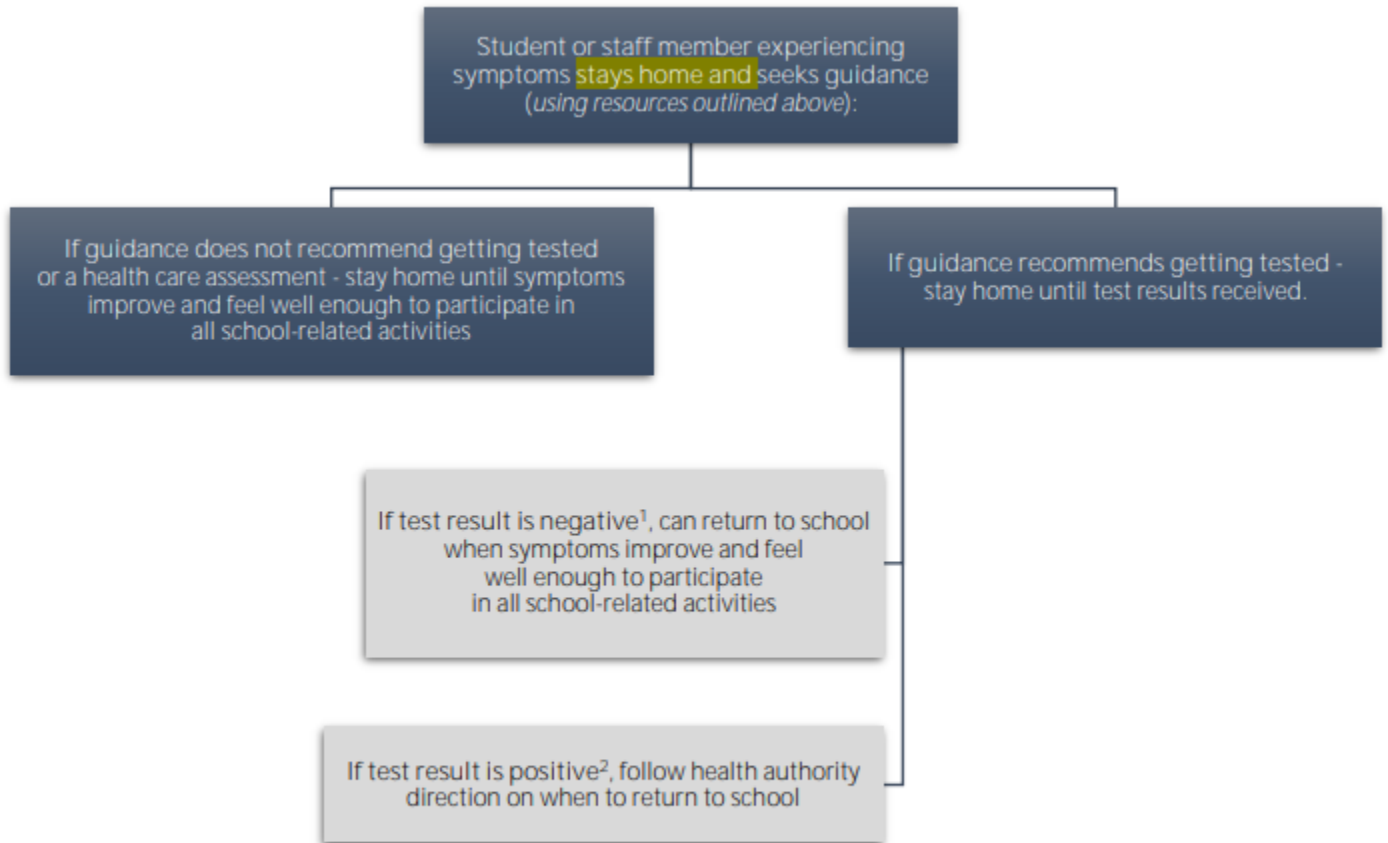 Student or staff member experiencing
symptoms stays home and seeks guidance
(using resources outlined above):
If guidance does not recommend getting tested
or a health care assessment - stay home until symptoms
improve and feel well enough to participate in
all school-related activities
If guidance recommends getting tested -
stay home until test results received.
If test result is negative¹, can return to school
when symptoms improve and feel
well enough to participate
in all school-related activities
If test result is positive², follow health authority
direction on when to return to school